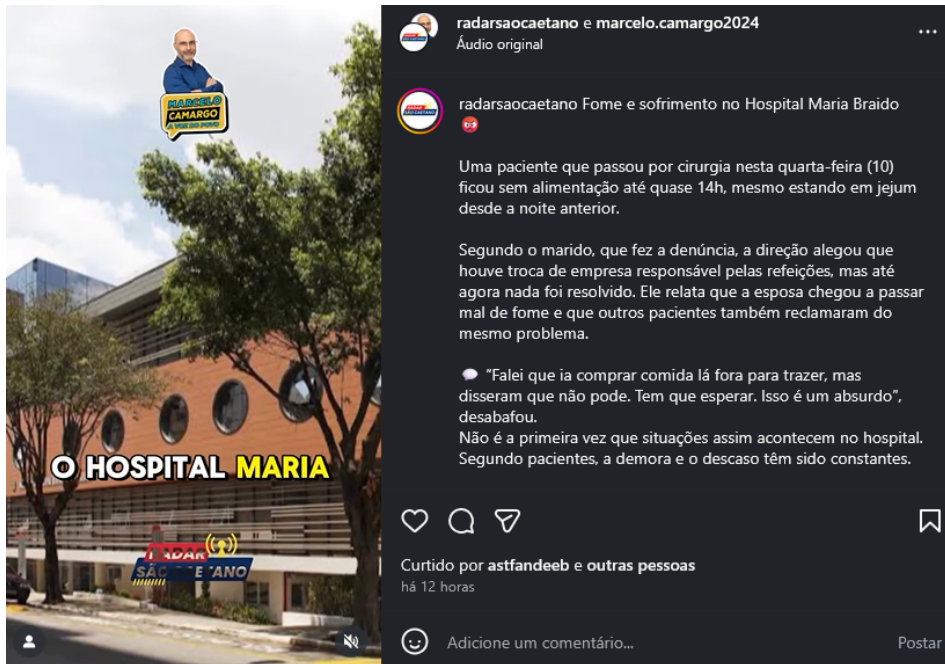 MARCELO
CAMARGO
A VOZ DO POVO
O HOSPITAL MARIA
RADAR
SÃO CAETANO
radarsaocaetano e marcelo.camargo2024
Áudio original
radarsaocaetano Fome e sofrimento no Hospital Maria Braido
😡
Uma paciente que passou por cirurgia nesta quarta-feira (10)
ficou sem alimentação até quase 14h, mesmo estando em jejum
desde a noite anterior.
Segundo o marido, que fez a denúncia, a direção alegou que
houve troca de empresa responsável pelas refeições, mas até
agora nada foi resolvido. Ele relata que a esposa chegou a passar
mal de fome e que outros pacientes também reclamaram do
mesmo problema.
💬 “Falei que ia comprar comida lá fora para trazer, mas
disseram que não pode. Tem que esperar. Isso é um absurdo”,
desabafou.
Não é a primeira vez que situações assim acontecem no hospital.
Segundo pacientes, a demora e o descaso têm sido constantes.
Curtido por astfandeeb e outras pessoas
há 12 horas
Adicione um comentário...
Postar